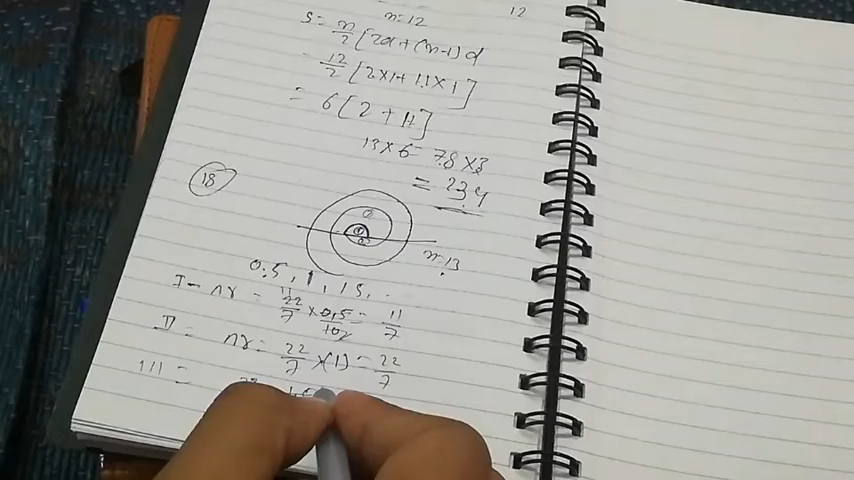 n=12 12
S = n/2 [2a + (n-1) d
= 12/2 [2×1 + 11×1]
= 6 [2 + 11]
13×6 = 78 × 3
= 234
18
n=13
0.5, 1, 1.5, .
I - πr = 22/7 × 0.5/10 = 11/7
II = πr = 22/7 × (1) = 22/7
III =